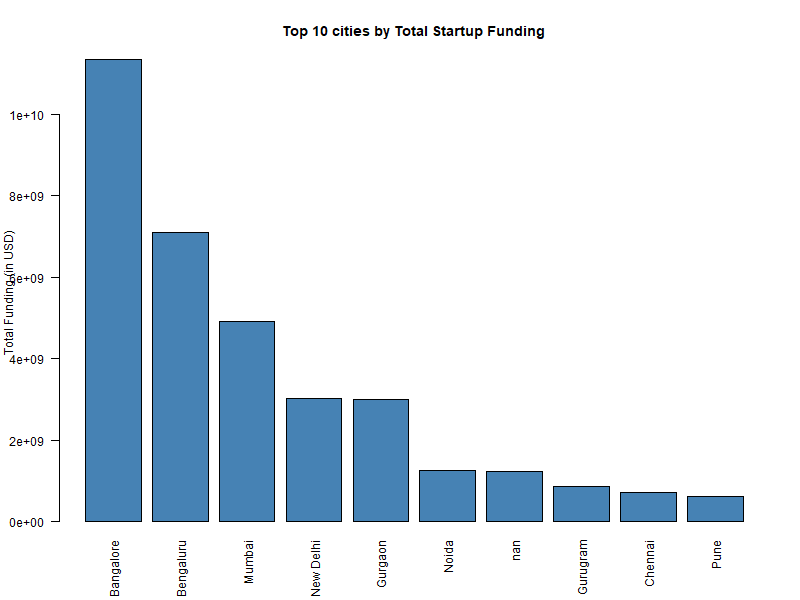 Top 10 cities by Total Startup Funding
Total Funding (in USD)
1e+10
8e+09
6e+09
4e+09
2e+09
0e+00
Bangalore
Bengaluru
Mumbai
New Delhi
Gurgaon
Noida
nan
Gurugram
Chennai
Pune